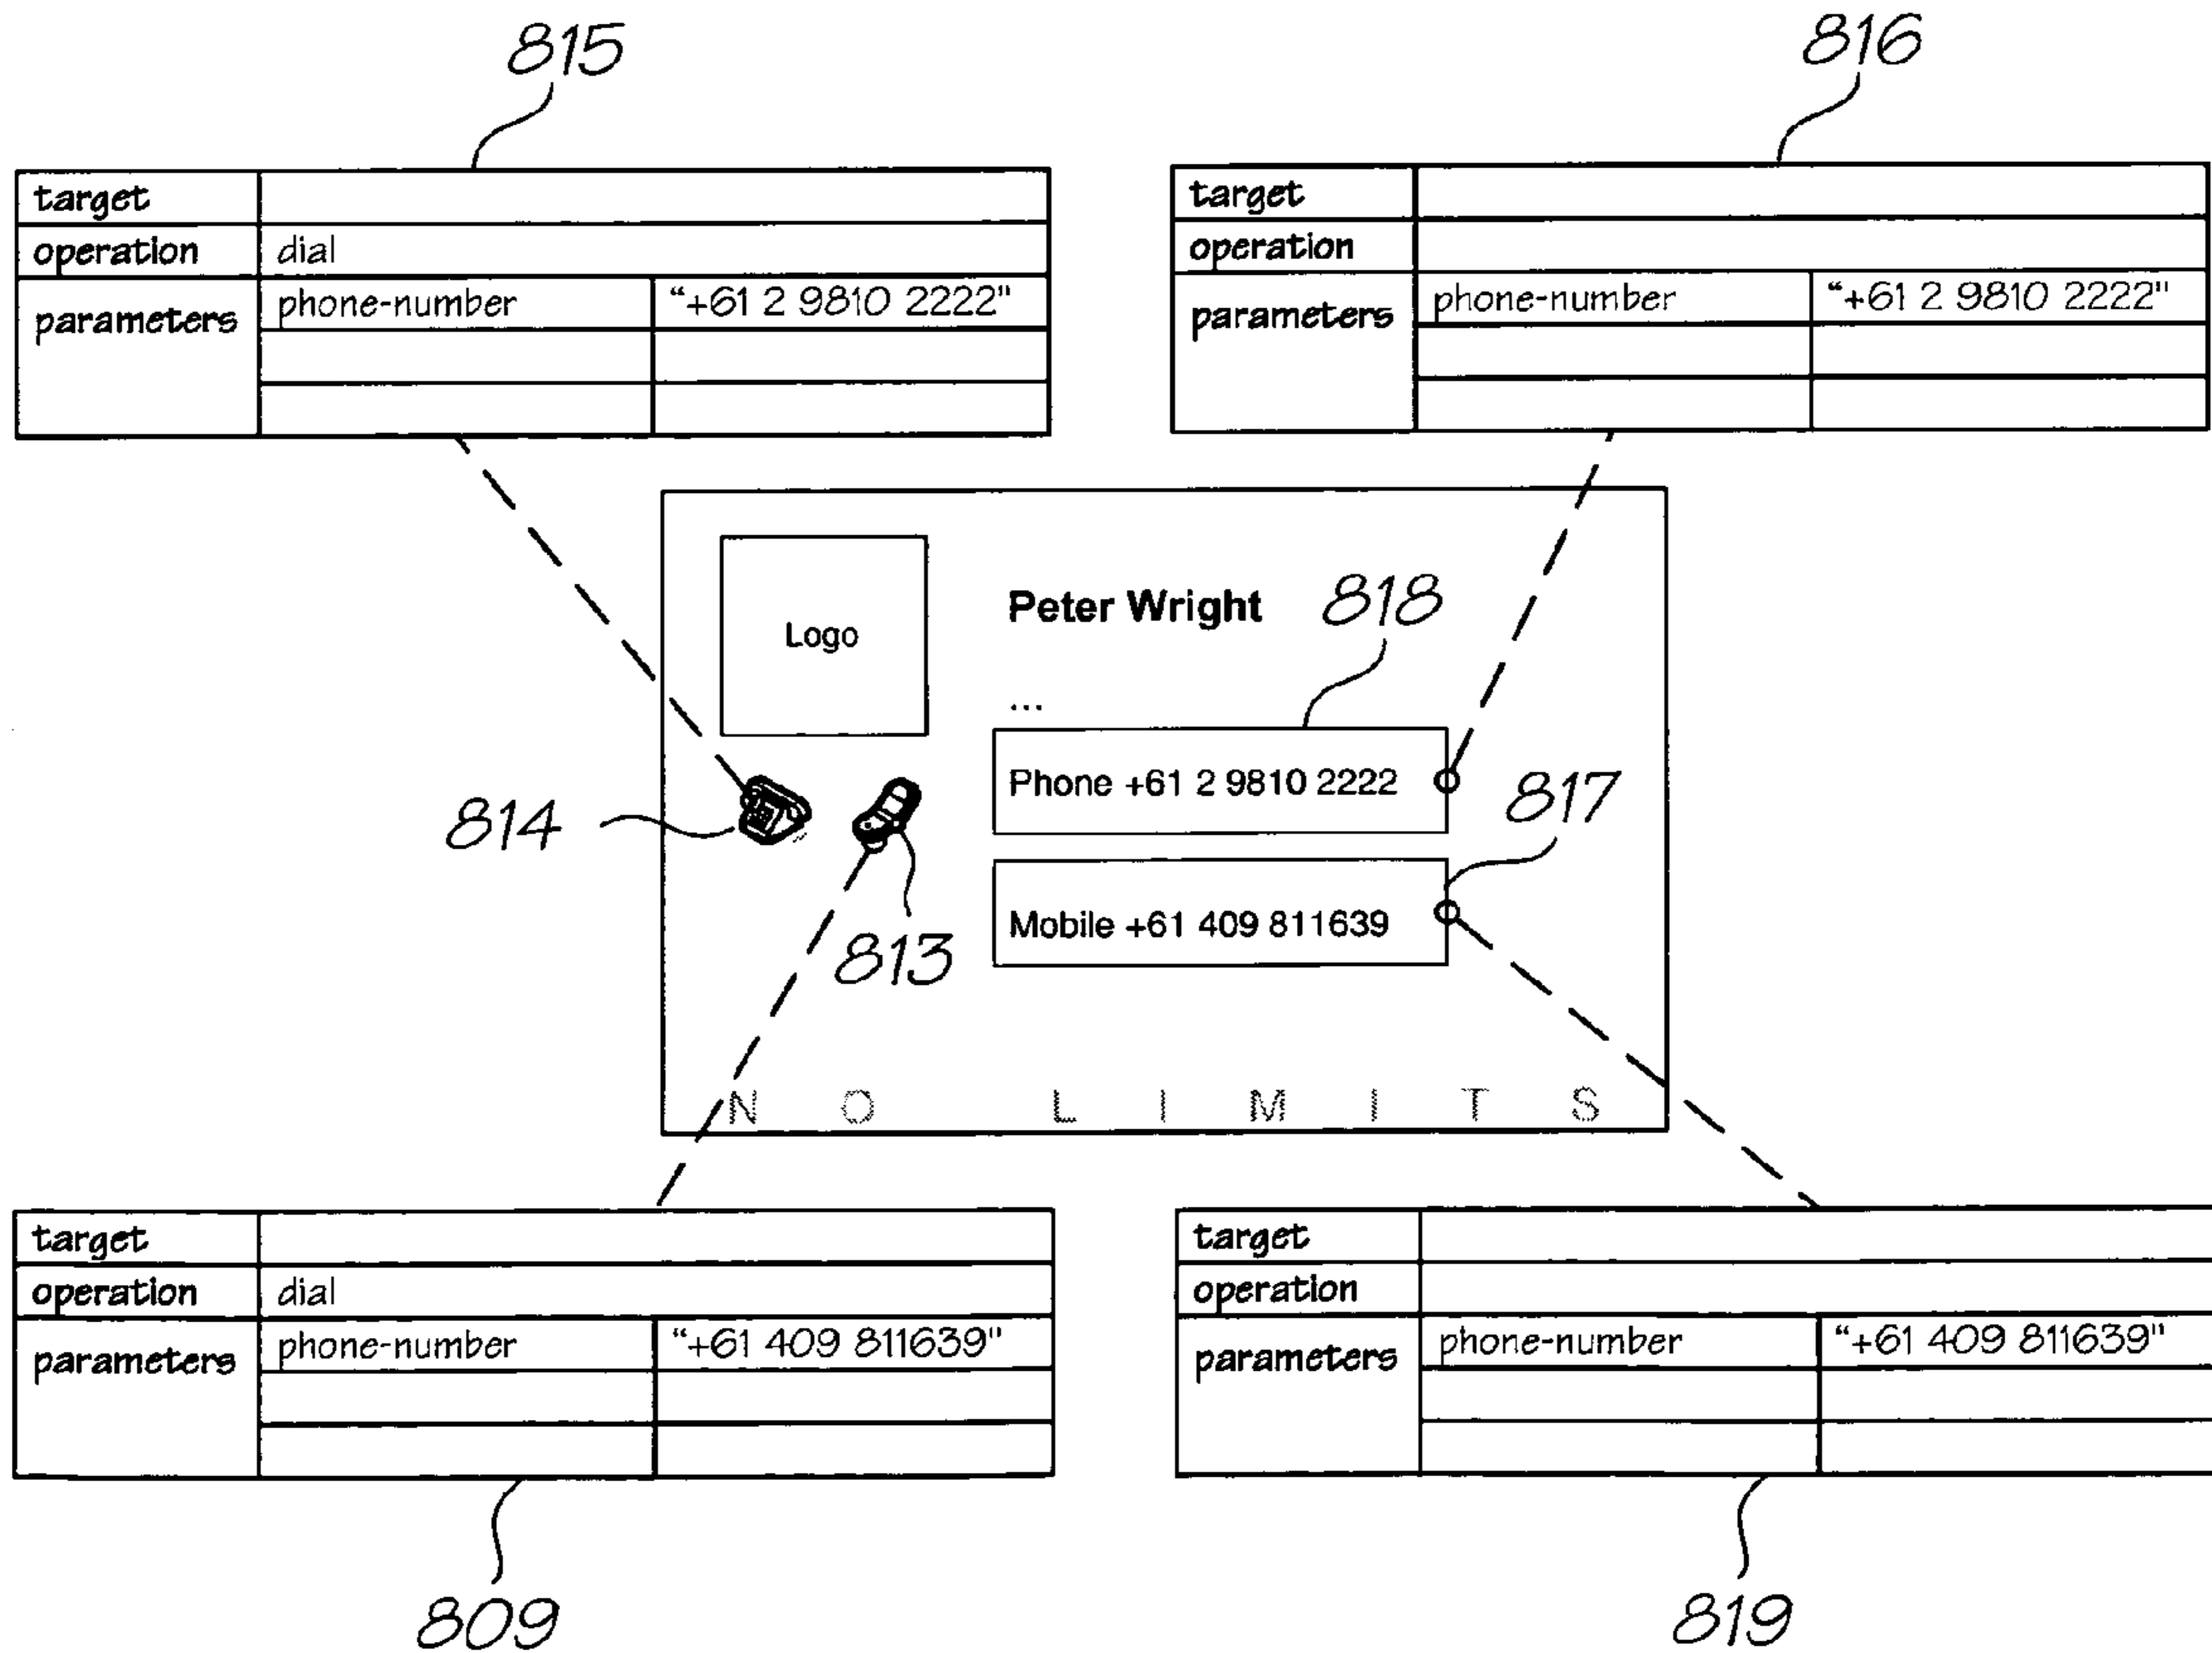 815
816
target
operation dial
parameters phone-number "+61 2 9810 2222"
target
operation
parameters phone-number "+61 2 9810 2222"
Logo
Peter Wright
818
...
Phone +61 2 9810 2222
817
Mobile +61 409 811639
814
813
N O L I M I T S
target
operation dial
parameters phone-number "+61 409 811639"
target
operation
parameters phone-number "+61 409 811639"
809
819